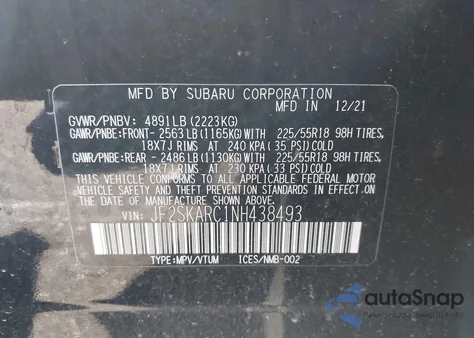 MFD BY SUBARU CORPORATION
MFD IN 12/21
GVWR/PNBV: 4891LB (2223KG)
GAWR/PNBE:FRONT- 2563LB(1165KG)WITH 225/55R18 98H TIRES,
18X7J RIMS AT 240 KPA(35 PSI)COLD
GAWR/PNBE:REAR - 2486LB(1130KG)WITH 225/55R18 98H TIRES,
18X7J RIMS AT 230 KPA(33 PSI)COLD
THIS VEHICLE CONFORMS TO ALL APPLICABLE FEDERAL MOTOR
VEHICLE SAFETY, BUMPER, AND THEFT PREVENTION STANDARDS
IN EFFECT ON THE DATE OF MANUFACTURE SHOWN ABOVE.
VIN: JF2SKARC1NH438493
TYPE:MPV/VTUM ICES/NMB-002
autoSnap